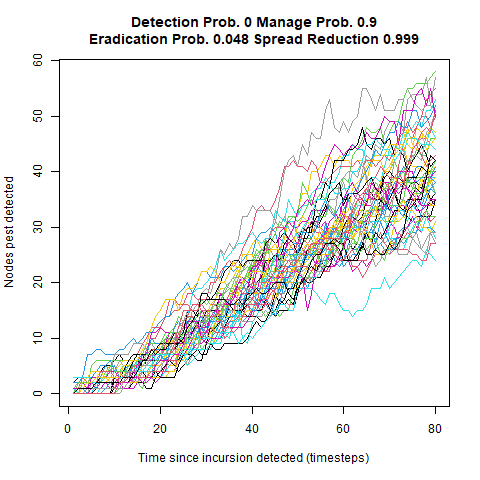 Detection Prob. 0 Manage Prob. 0.9
Eradication Prob. 0.048 Spread Reduction 0.999
60
50
40
30
20
10
0
Nodes pest detected
0 20 40 60 80
Time since incursion detected (timesteps)